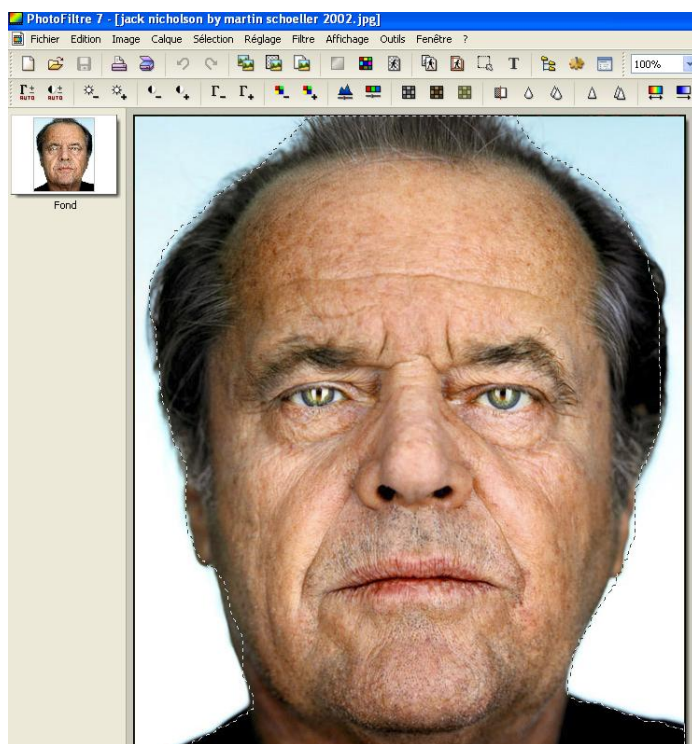 PhotoFiltre 7 - [jack nicholson by martin schoeller 2002.jpg]
Fichier Edition Image Calque Sélection Réglage Filtre Affichage Outils Fenêtre ?
T 100%
AUTO AUTO
Fond